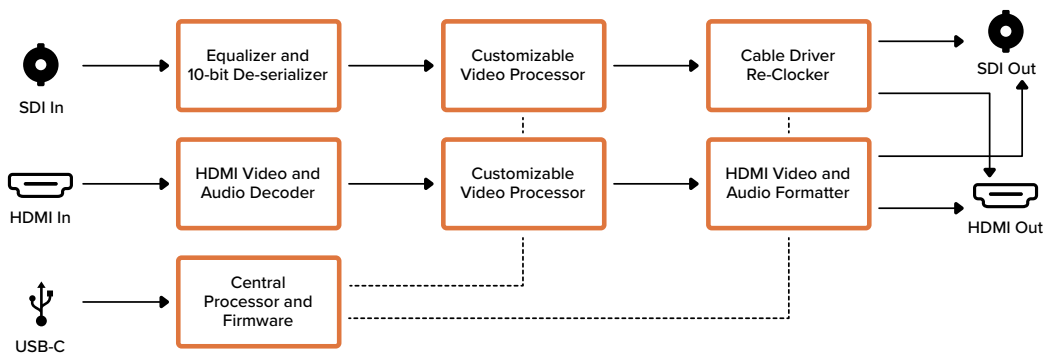 SDI In
Equalizer and
10-bit De-serializer
Customizable
Video Processor
Cable Driver
Re-Clocker
SDI Out
HDMI In
HDMI Video and
Audio Decoder
Customizable
Video Processor
HDMI Video and
Audio Formatter
HDMI Out
USB-C
Central
Processor and
Firmware